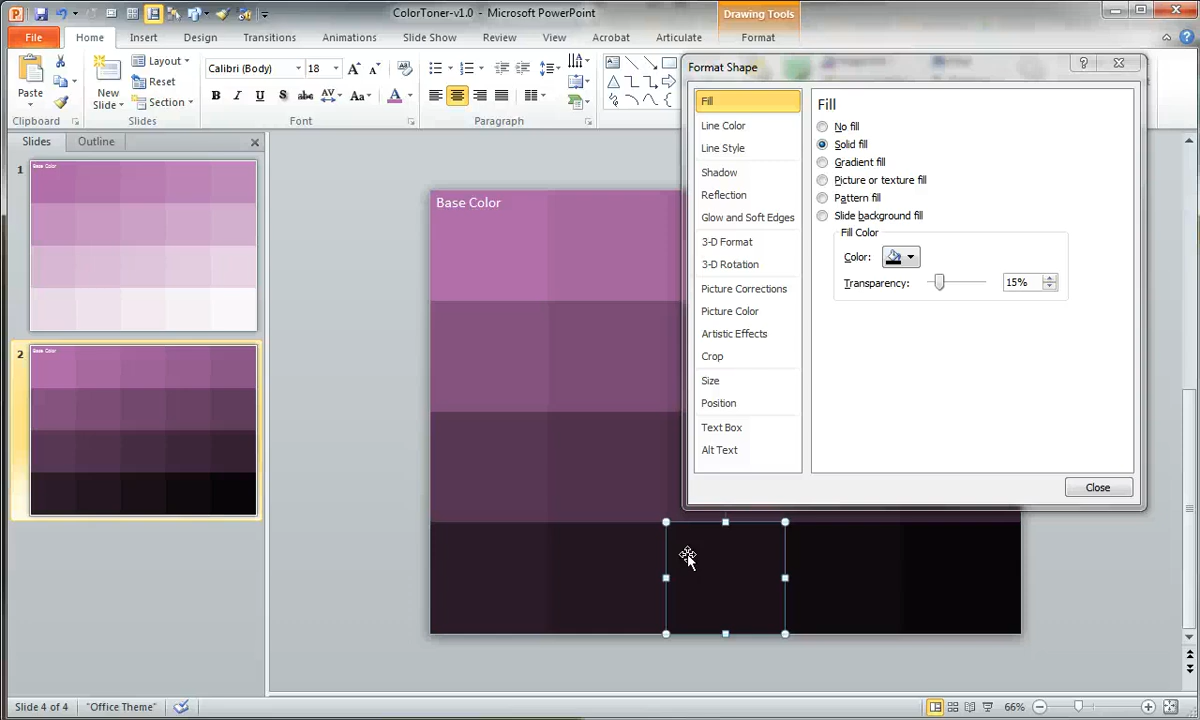 ColorToner-v1.0 - Microsoft PowerPoint
Drawing Tools
File Home Insert Design Transitions Animations Slide Show Review View Acrobat Articulate Format
Paste
New Slide
Layout
Reset
Section
Calibri (Body) 18
B I U S abc AV Aa A
Clipboard Slides Font Paragraph
Slides Outline
1
Base Color
2
Base Color
Base Color
Format Shape
Fill
Line Color
Line Style
Shadow
Reflection
Glow and Soft Edges
3-D Format
3-D Rotation
Picture Corrections
Picture Color
Artistic Effects
Crop
Size
Position
Text Box
Alt Text
Fill
No fill
Solid fill
Gradient fill
Picture or texture fill
Pattern fill
Slide background fill
Fill Color
Color:
Transparency: 15%
Close
Slide 4 of 4 "Office Theme" 66%